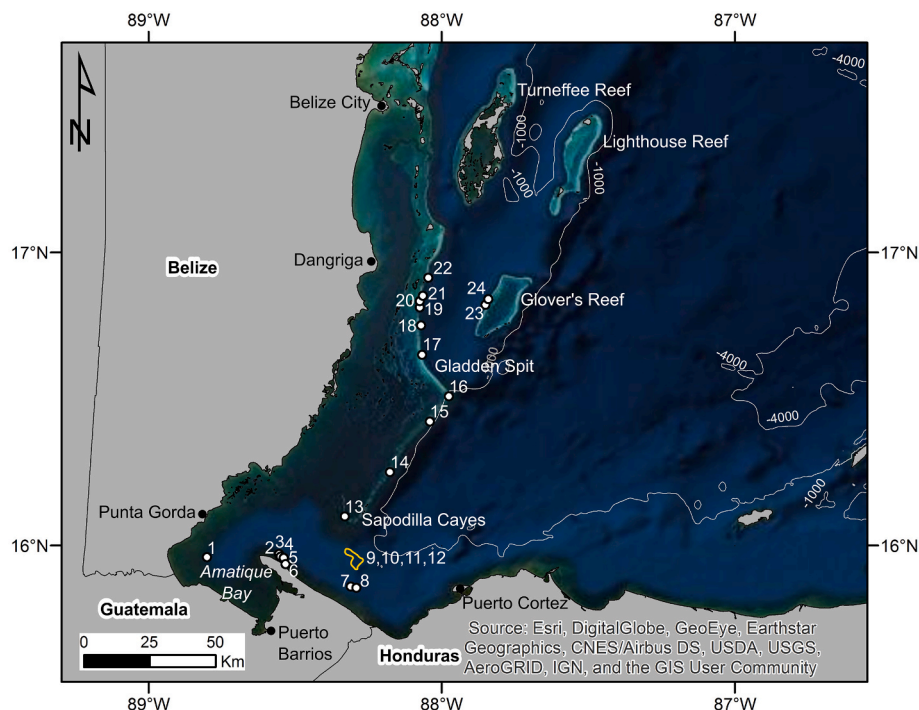 89°W 88°W 87°W
-4000
N
Turneffee Reef
Belize City
-1000
Lighthouse Reef
-1000
-1000
17°N 17°N
Dangriga
Belize
22
24
21
20
19
23
Glover's Reef
18
17
Gladden Spit
-4000
16
15
-4000
14
-1000
13
Sapodilla Cayes
Punta Gorda
16°N 16°N
1
2 3 4
5
6
9,10,11,12
Amatique
Bay
7 8
Guatemala
Puerto Cortez
0 25 50
Km
Puerto
Barrios
Honduras
Source: Esri, DigitalGlobe, GeoEye, Earthstar
Geographics, CNES/Airbus DS, USDA, USGS,
AeroGRID, IGN, and the GIS User Community
89°W 88°W 87°W